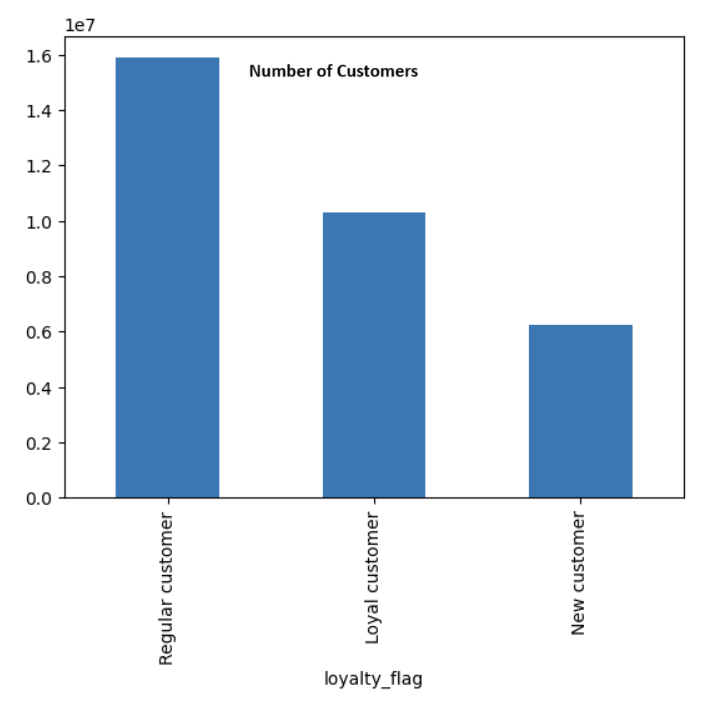 1e7
Number of Customers
1.6
1.4
1.2
1.0
0.8
0.6
0.4
0.2
0.0
Regular customer
Loyal customer
New customer
loyalty_flag